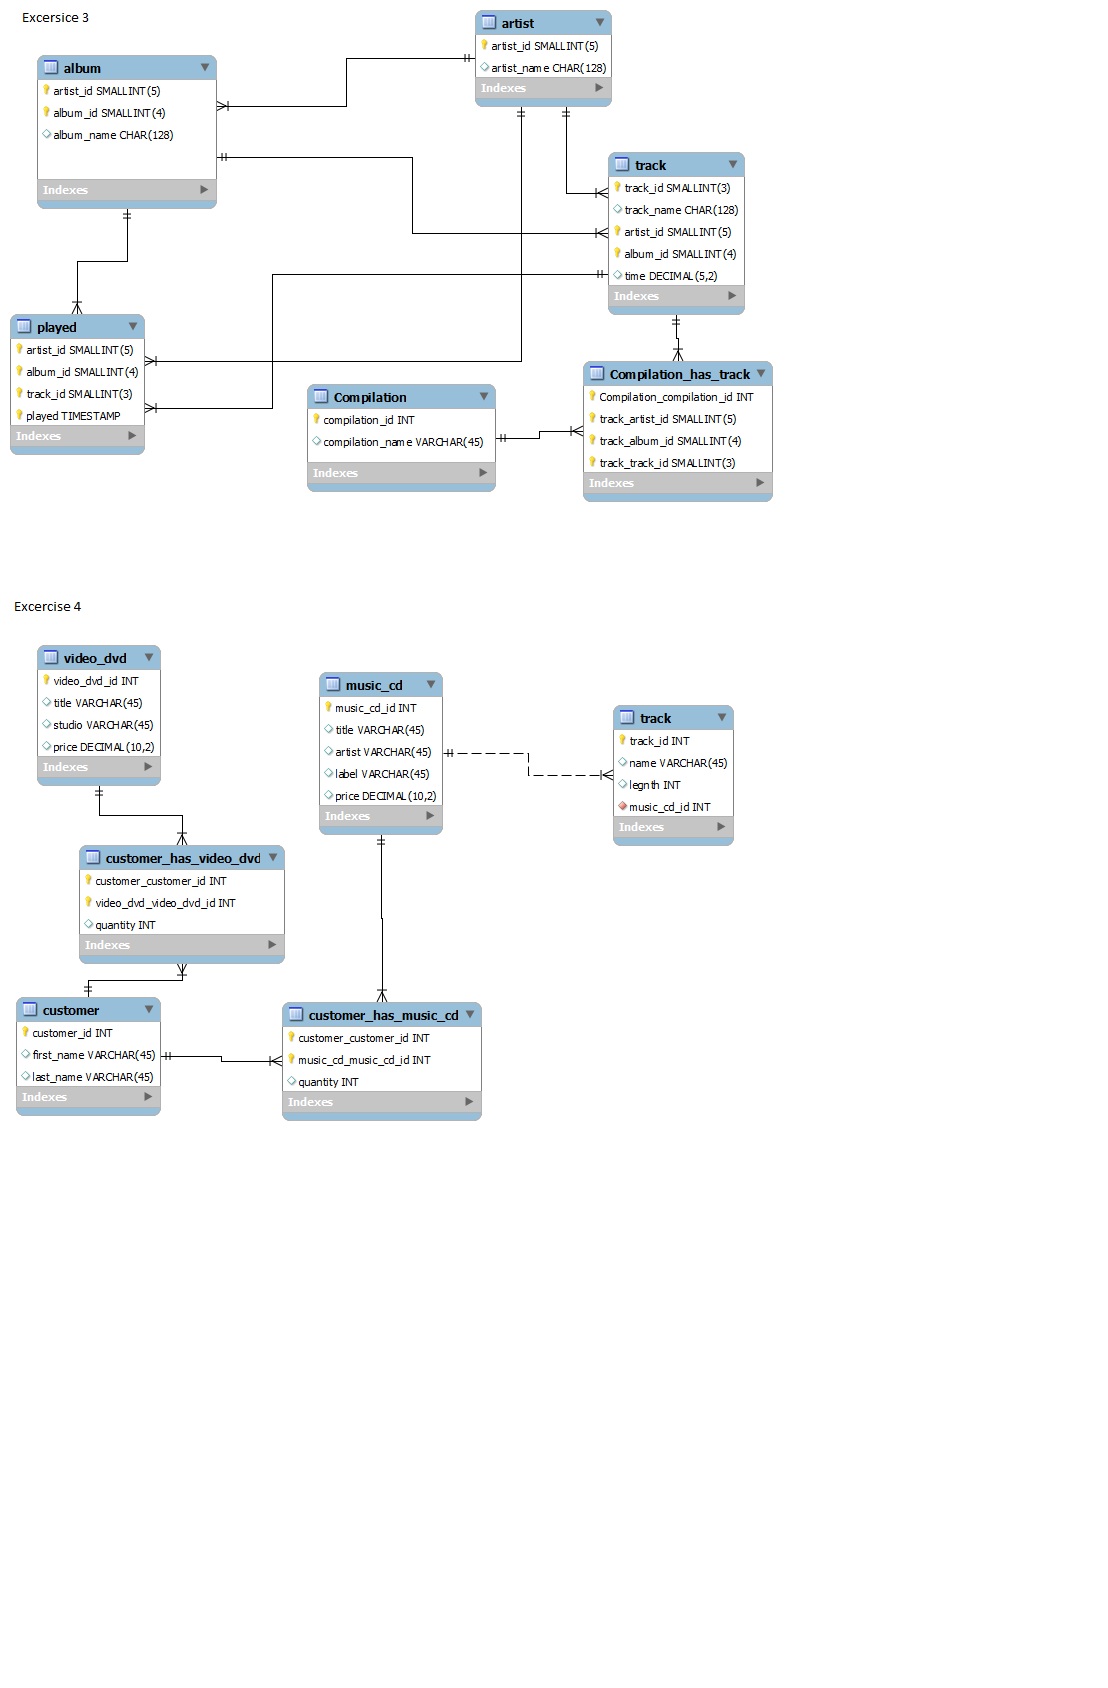 Excersice 3
artist
artist_id SMALLINT(5)
artist_name CHAR(128)
Indexes
album
artist_id SMALLINT(5)
album_id SMALLINT(4)
album_name CHAR(128)
Indexes
track
track_id SMALLINT(3)
track_name CHAR(128)
artist_id SMALLINT(5)
album_id SMALLINT(4)
time DECIMAL(5,2)
Indexes
played
artist_id SMALLINT(5)
album_id SMALLINT(4)
track_id SMALLINT(3)
played TIMESTAMP
Indexes
Compilation
compilation_id INT
compilation_name VARCHAR(45)
Indexes
Compilation_has_track
Compilation_compilation_id INT
track_artist_id SMALLINT(5)
track_album_id SMALLINT(4)
track_track_id SMALLINT(3)
Indexes
Excercise 4
video_dvd
video_dvd_id INT
title VARCHAR(45)
studio VARCHAR(45)
price DECIMAL(10,2)
Indexes
music_cd
music_cd_id INT
title VARCHAR(45)
artist VARCHAR(45)
label VARCHAR(45)
price DECIMAL(10,2)
Indexes
track
track_id INT
name VARCHAR(45)
legnth INT
music_cd_id INT
Indexes
customer_has_video_dvd
customer_customer_id INT
video_dvd_video_dvd_id INT
quantity INT
Indexes
customer
customer_id INT
first_name VARCHAR(45)
last_name VARCHAR(45)
Indexes
customer_has_music_cd
customer_customer_id INT
music_cd_music_cd_id INT
quantity INT
Indexes